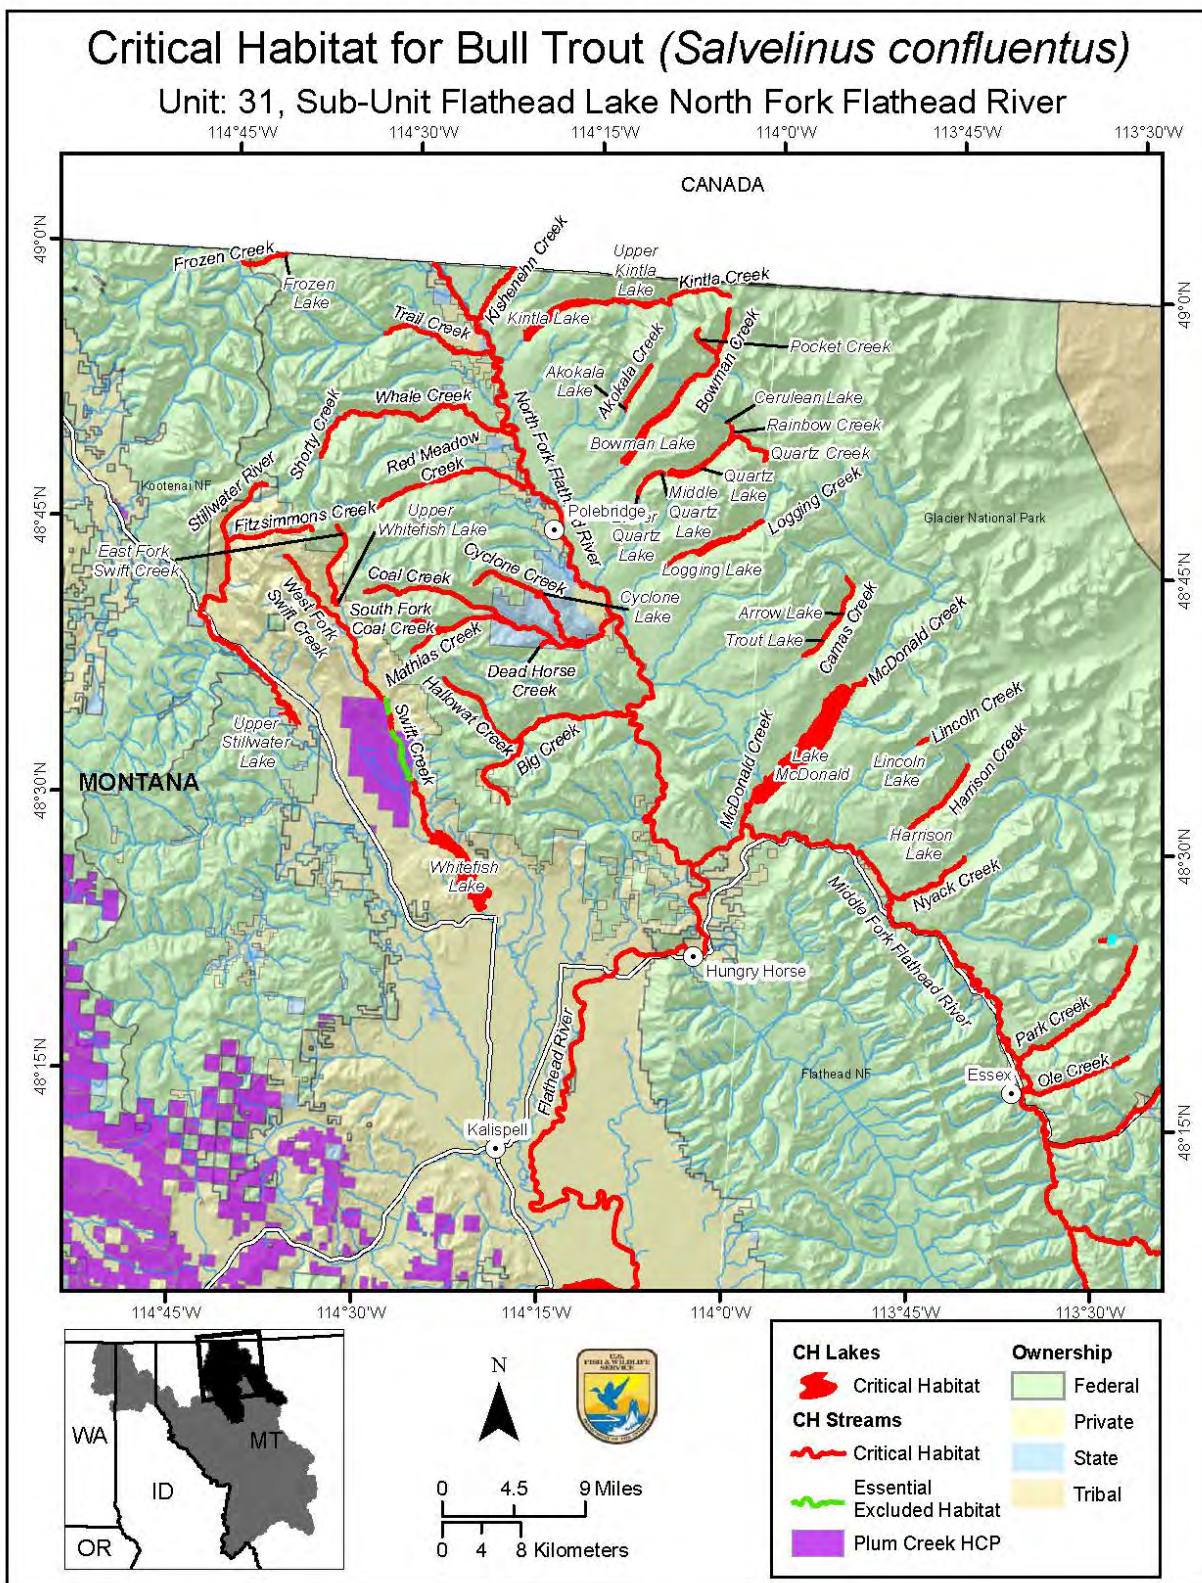 Critical Habitat for Bull Trout (Salvelinus confluentus)
Unit: 31, Sub-Unit Flathead Lake North Fork Flathead River
114°45'W 114°30'W 114°15'W 114°0'W 113°45'W 113°30'W
CANADA
49°0'N
49°0'N
Frozen Creek
Frozen
Lake
Kishenehn Creek
Upper
Kintla
Lake
Kintla Creek
Kintla Lake
Trail Creek
Pocket Creek
Akokala
Lake
Akokala Creek
Bowman Creek
Cerulean Lake
Rainbow Creek
Whale Creek
Shorty Creek
North Fork Flathead River
Bowman Lake
Quartz Creek
Red Meadow
Creek
Quartz
Lake
Middle
Quartz
Lake
Stillwater River
Kootenai NF
48°45'N
Fitzsimmons Creek
Upper
Whitefish Lake
Polebridge
Quartz
Lake
Logging Creek
Glacier National Park
East Fork
Swift Creek
Logging Lake
48°45'N
Coal Creek
Cyclone Creek
Cyclone
Lake
West Fork
Swift Creek
South Fork
Coal Creek
Arrow Lake
Trout Lake
Camas Creek
Mathias Creek
Dead Horse
Creek
McDonald Creek
Hallowat Creek
Big Creek
Upper
Stillwater
Lake
Swift Creek
McDonald Creek
Lake
McDonald
Lincoln Creek
Lincoln
Lake
Harrison Creek
MONTANA
48°30'N
Harrison
Lake
48°30'N
Whitefish
Lake
Nyack Creek
Middle Fork Flathead River
Hungry Horse
Flathead River
Park Creek
48°15'N
Essex
Ole Creek
Flathead NF
Kalispell
48°15'N
114°45'W 114°30'W 114°15'W 114°0'W 113°45'W 113°30'W
WA
MT
ID
OR
N
U.S.
FISH & WILDLIFE
SERVICE
0 4.5 9 Miles
0 4 8 Kilometers
CH Lakes
Critical Habitat
CH Streams
Critical Habitat
Essential
Excluded Habitat
Plum Creek HCP
Ownership
Federal
Private
State
Tribal